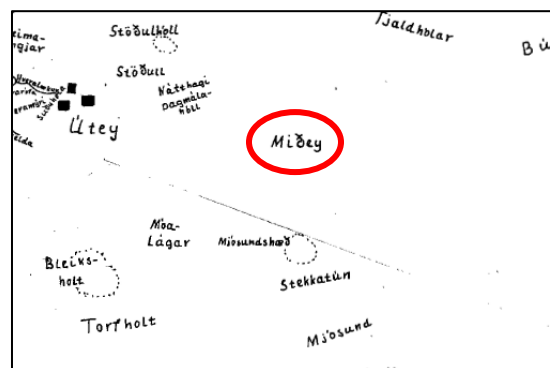 Stöðulhóll
Tjaldhólar
Stöðull
Nátthagi
Dagmála-
hóll
Útey
Miðey
Móa-
Lágar
Mjósundshæð
Bleiks-
holt
Stekkatún
Torfholt
Mjósund